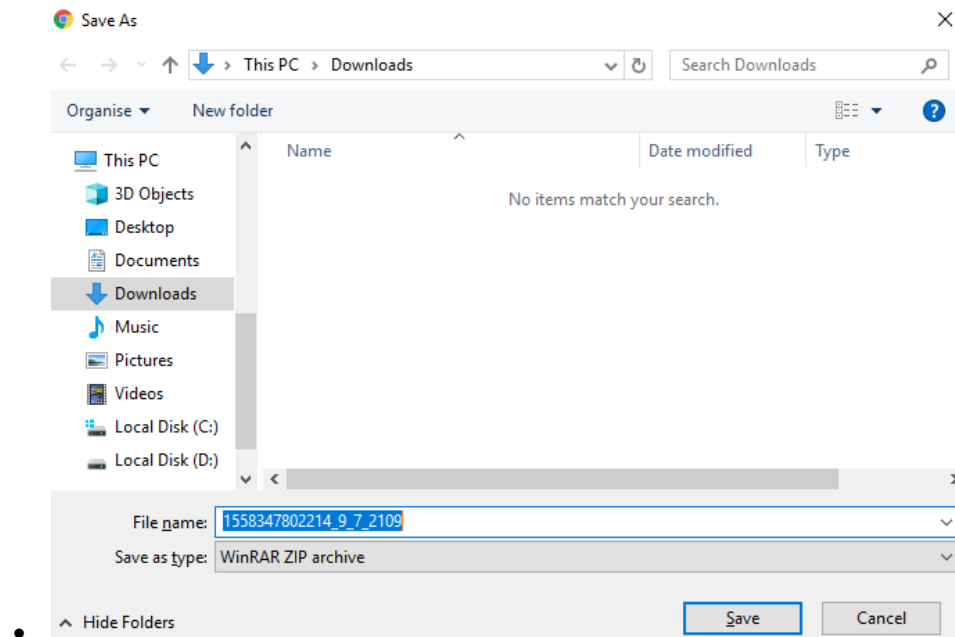 Save As
This PC > Downloads
Search Downloads
Organise
New folder
?
This PC
3D Objects
Desktop
Documents
Downloads
Music
Pictures
Videos
Local Disk (C:)
Local Disk (D:)
Name
Date modified
Type
No items match your search.
File name: 1558347802214_9_7_2109
Save as type: WinRAR ZIP archive
Hide Folders
Save
Cancel